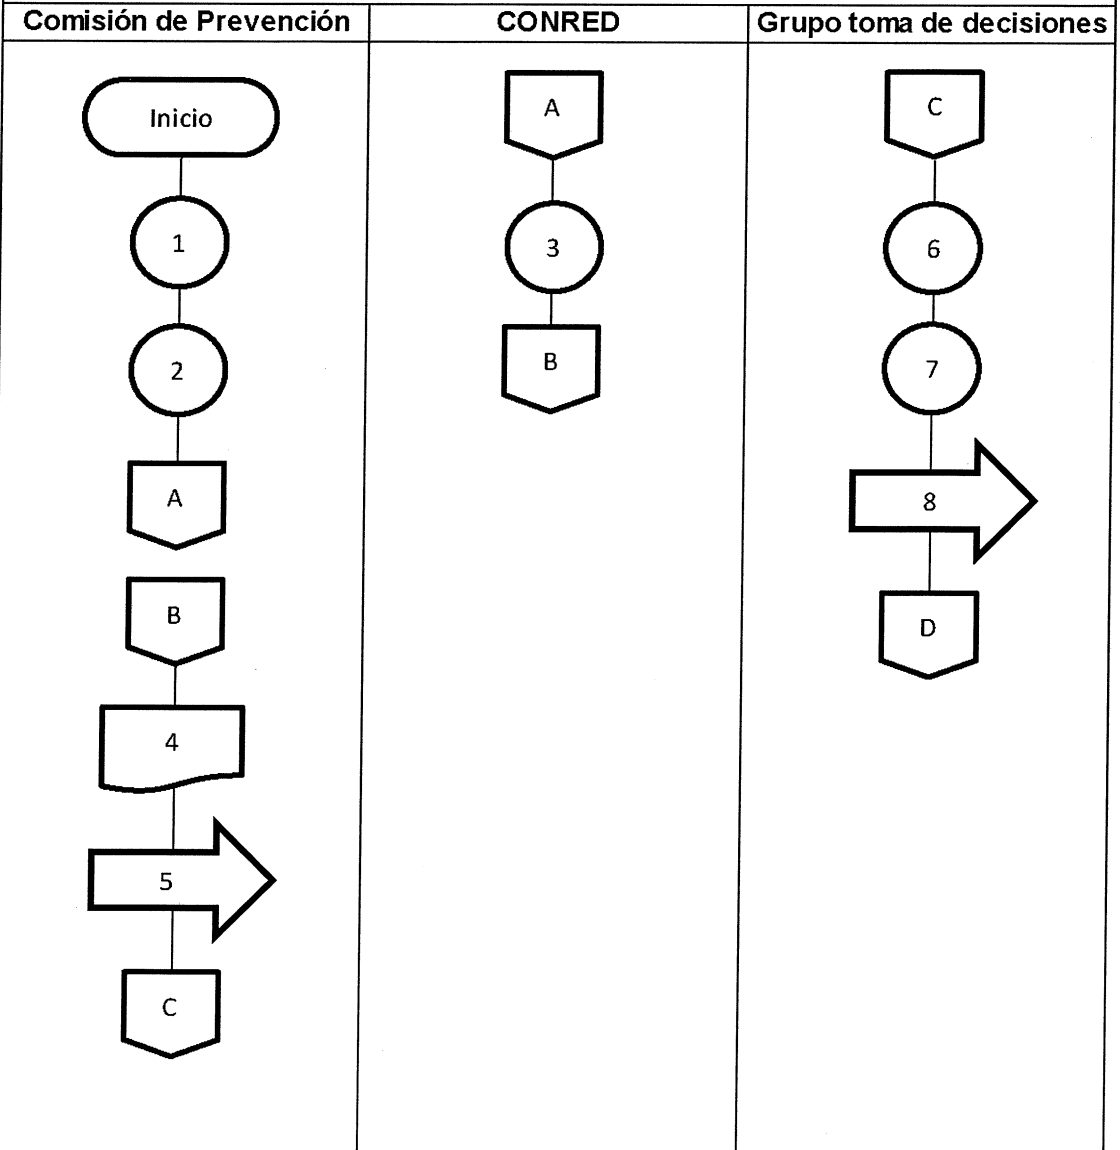 Comisión de Prevención
CONRED
Grupo toma de decisiones
Inicio
1
2
A
B
4
5
C
A
3
B
C
6
7
8
D